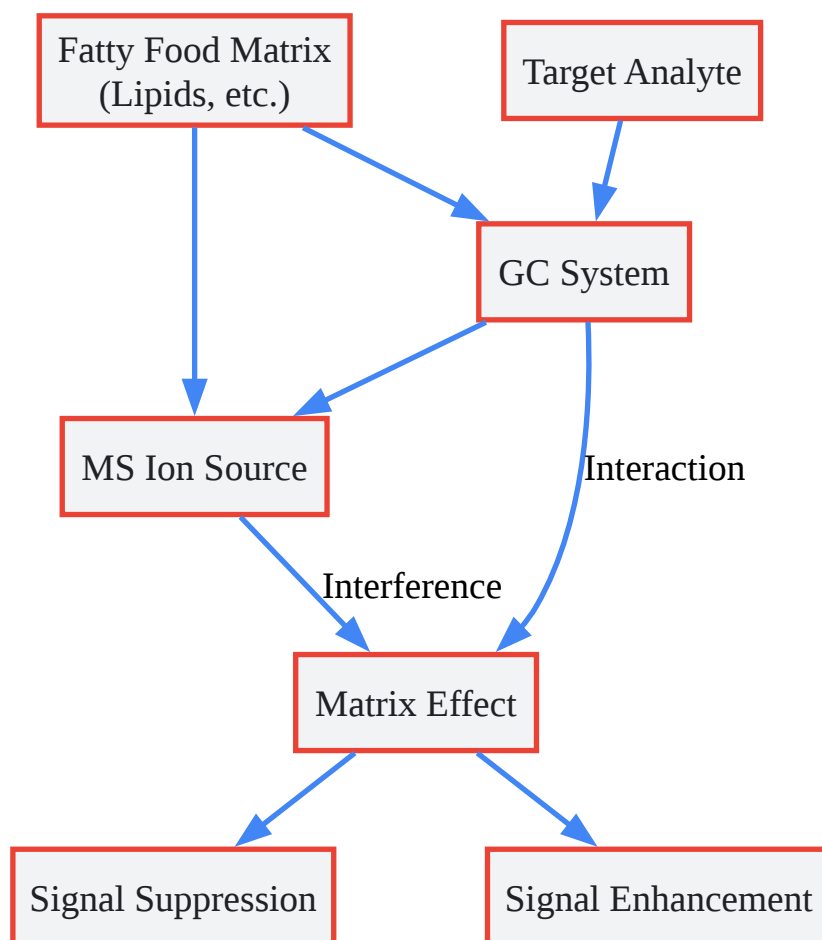 Fatty Food Matrix
(Lipids, etc.)
Target Analyte
GC System
MS Ion Source
Interaction
Interference
Matrix Effect
Signal Suppression
Signal Enhancement